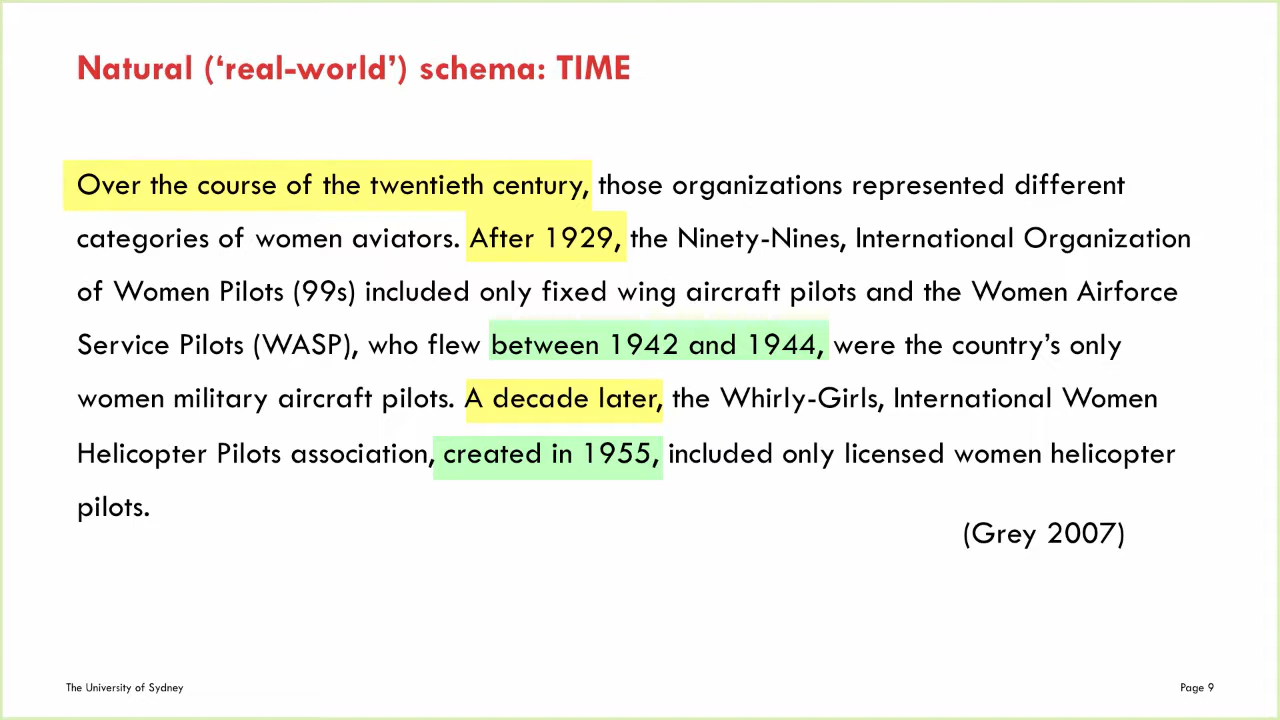 Natural (‘real-world’) schema: TIME
Over the course of the twentieth century, those organizations represented different
categories of women aviators. After 1929, the Ninety-Nines, International Organization
of Women Pilots (99s) included only fixed wing aircraft pilots and the Women Airforce
Service Pilots (WASP), who flew between 1942 and 1944, were the country’s only
women military aircraft pilots. A decade later, the Whirly-Girls, International Women
Helicopter Pilots association, created in 1955, included only licensed women helicopter
pilots.
(Grey 2007)
The University of Sydney
Page 9